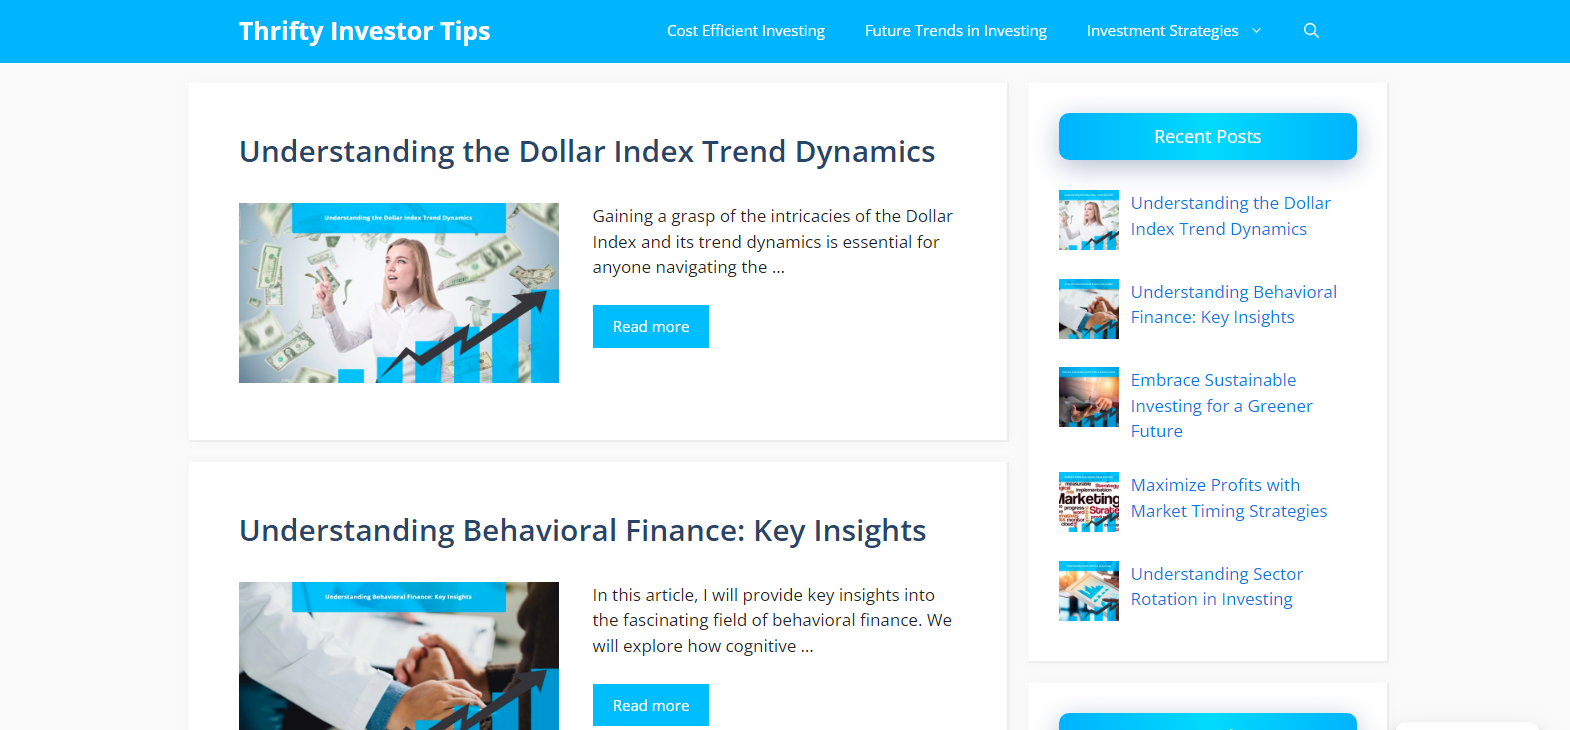 Thrifty Investor Tips
Cost Efficient Investing
Future Trends in Investing
Investment Strategies
Understanding the Dollar Index Trend Dynamics
Understanding the Dollar Index Trend Dynamics
Gaining a grasp of the intricacies of the Dollar
Index and its trend dynamics is essential for
anyone navigating the ...
Read more
Understanding Behavioral Finance: Key Insights
Understanding Behavioral Finance: Key Insights
In this article, I will provide key insights into
the fascinating field of behavioral finance. We
will explore how cognitive ...
Read more
Recent Posts
Understanding the Dollar
Index Trend Dynamics
Understanding Behavioral
Finance: Key Insights
Embrace Sustainable
Investing for a Greener
Future
measurable
implementation
Marketing
progress
word
Maximize Profits with
Market Timing Strategies
Understanding Sector
Rotation in Investing